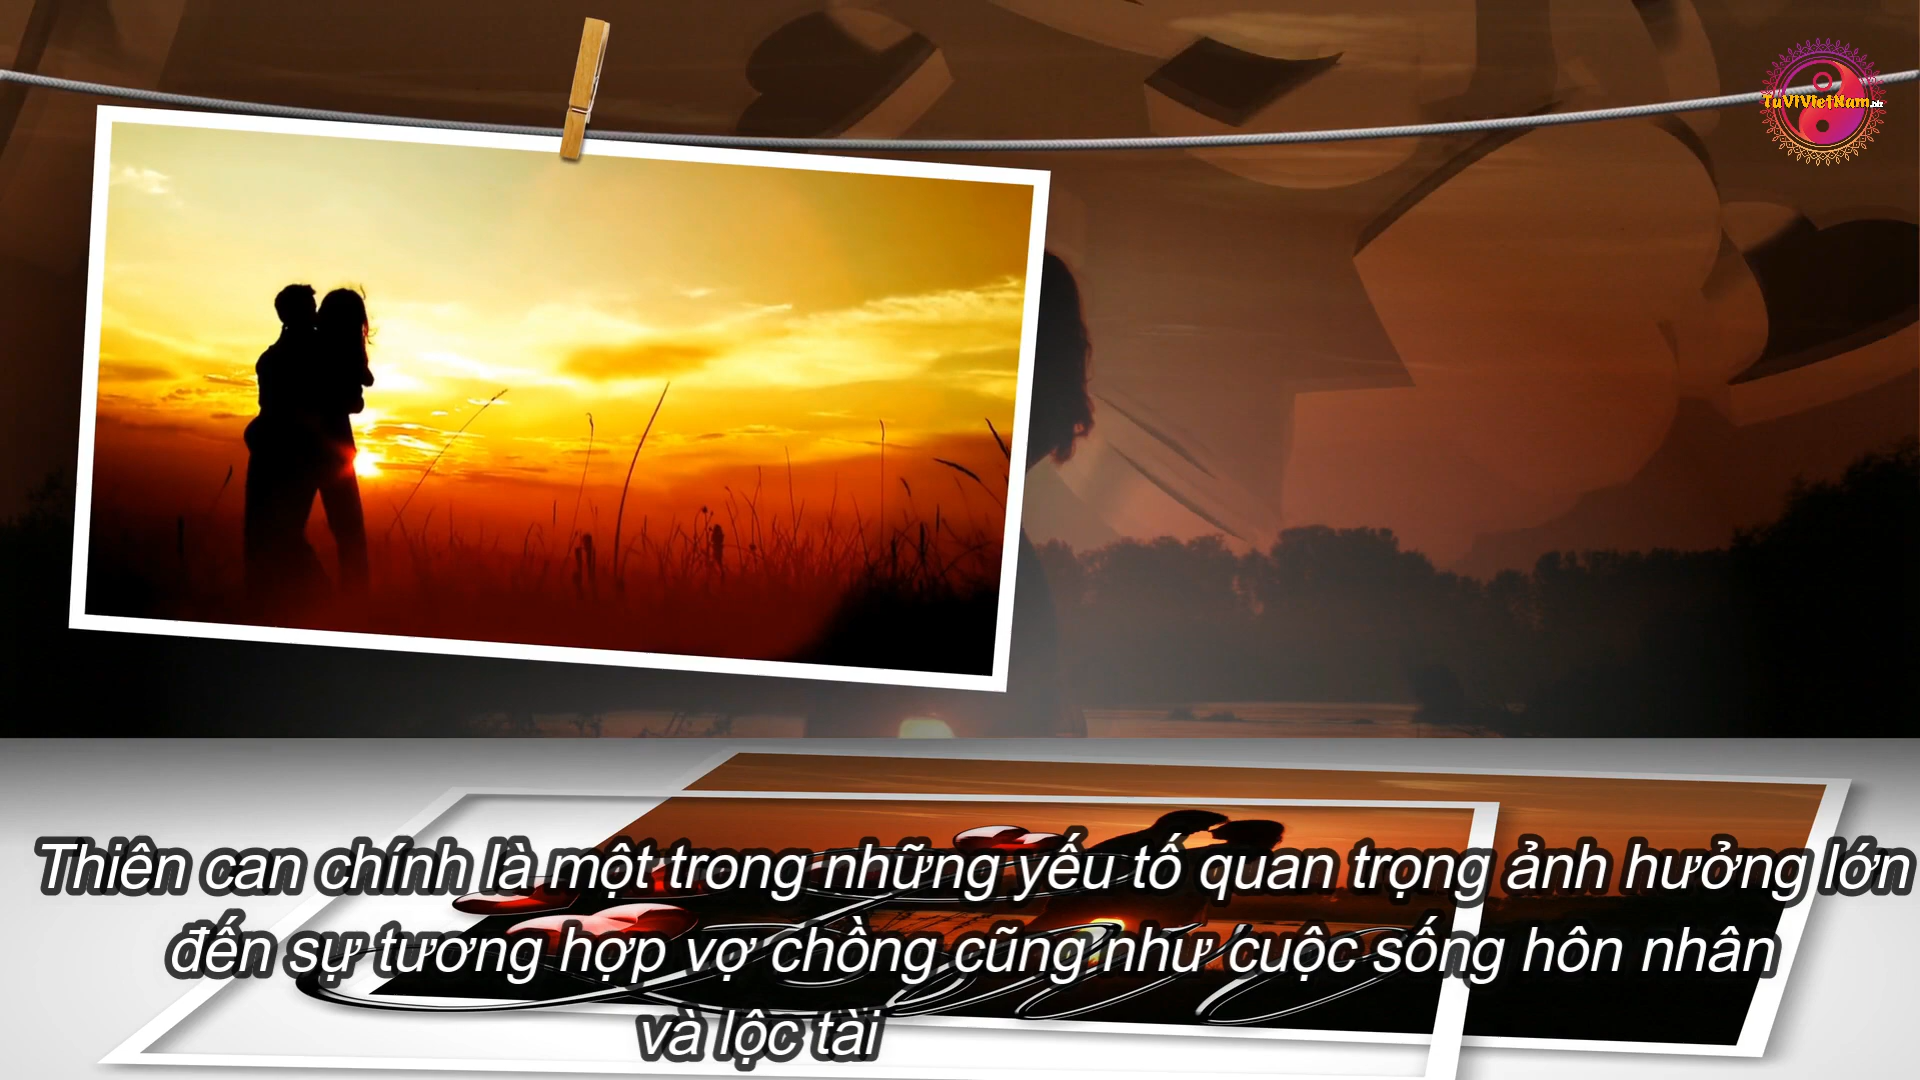 TuViVietNam.biz
Thiên can chính là một trong những yếu tố quan trọng ảnh hưởng lớn
đến sự tương hợp vợ chồng cũng như cuộc sống hôn nhân
và lộc tài